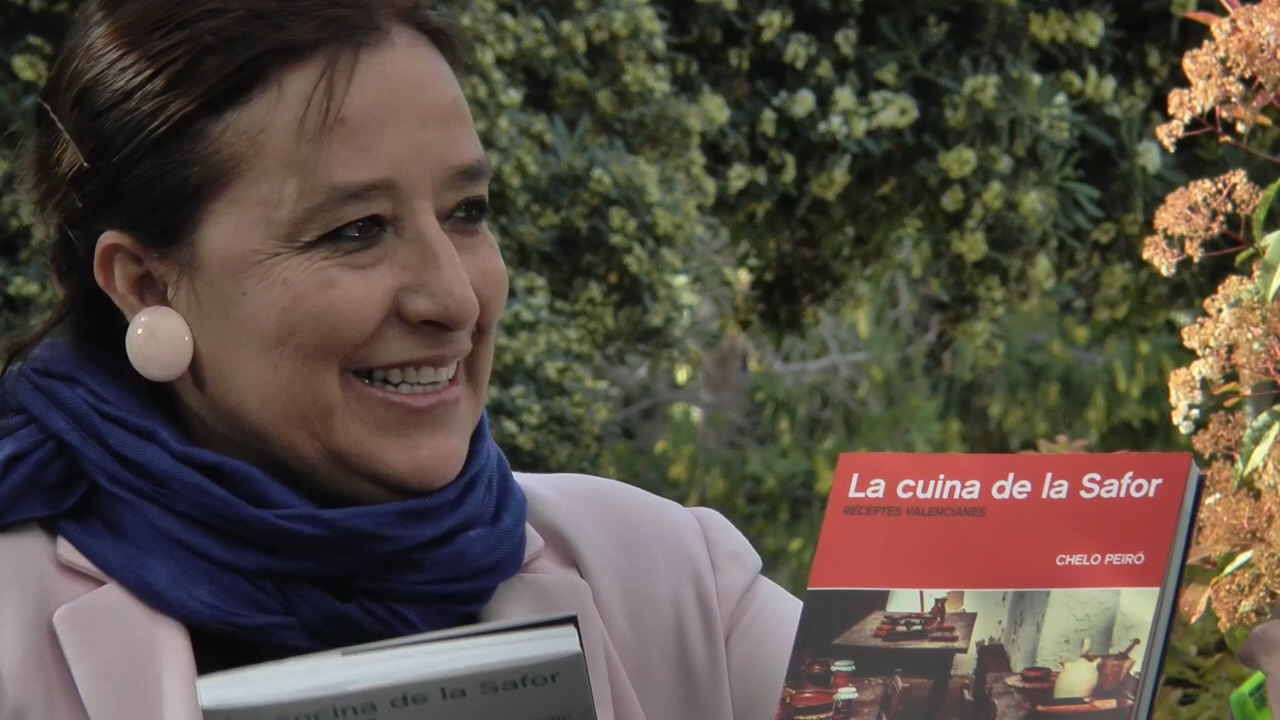 La cuina de la Safor
RECEPTES VALENCIANES
CHELO PEIRÓ
cocina de la Safor